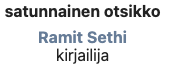 satunnainen otsikko
Ramit Sethi
kirjailija